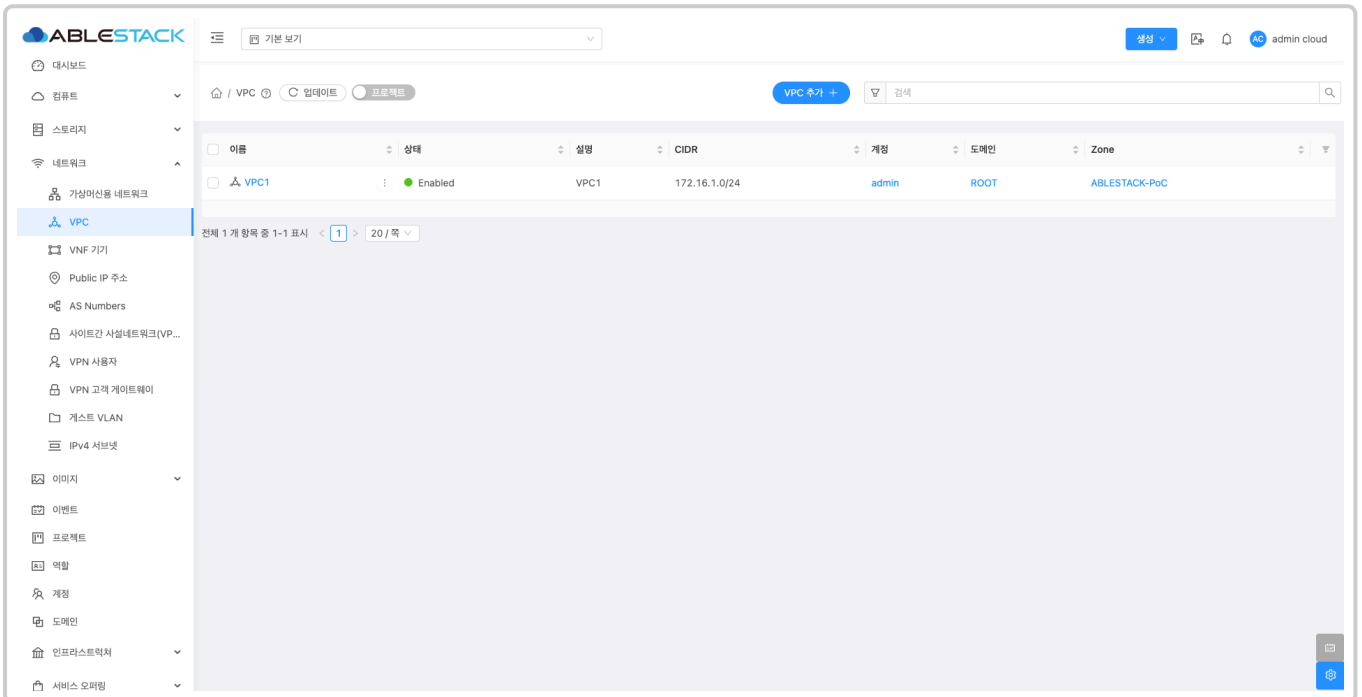 ABLESTACK
기본 보기
생성
AC
admin cloud
대시보드
컴퓨트
스토리지
네트워크
가상머신용 네트워크
VPC
VNF 기기
Public IP 주소
AS Numbers
사이트간 사설네트워크(VP...
VPN 사용자
VPN 고객 게이트웨이
게스트 VLAN
IPv4 서브넷
이미지
이벤트
프로젝트
역할
계정
도메인
인프라스트럭쳐
서비스 오퍼링
/ VPC
업데이트
프로젝트
VPC 추가 +
검색
이름 상태 설명 CIDR 계정 도메인 Zone
VPC1 Enabled VPC1 172.16.1.0/24 admin ROOT ABLESTACK-PoC
전체 1 개 항목 중 1-1 표시 < 1 > 20 / 쪽